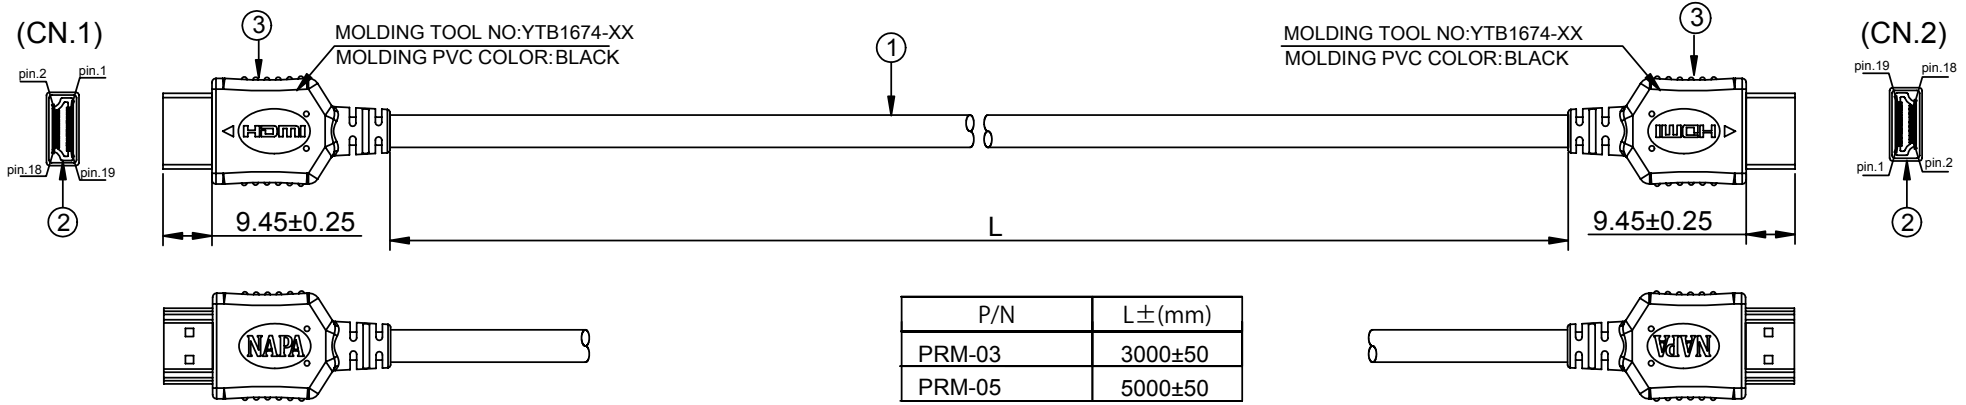 (CN.1)
3
MOLDING TOOL NO:YTB1674-XX
MOLDING PVC COLOR:BLACK
1
MOLDING TOOL NO:YTB1674-XX
MOLDING PVC COLOR:BLACK
3
(CN.2)
pin.2
pin.1
pin.19
pin.18
HDMI
HDMI
pin.18
pin.19
pin.1
pin.2
2
9.45±0.25
L
9.45±0.25
2
NAPA
NAPA
P/N L±(mm)
PRM-03 3000±50
PRM-05 5000±50